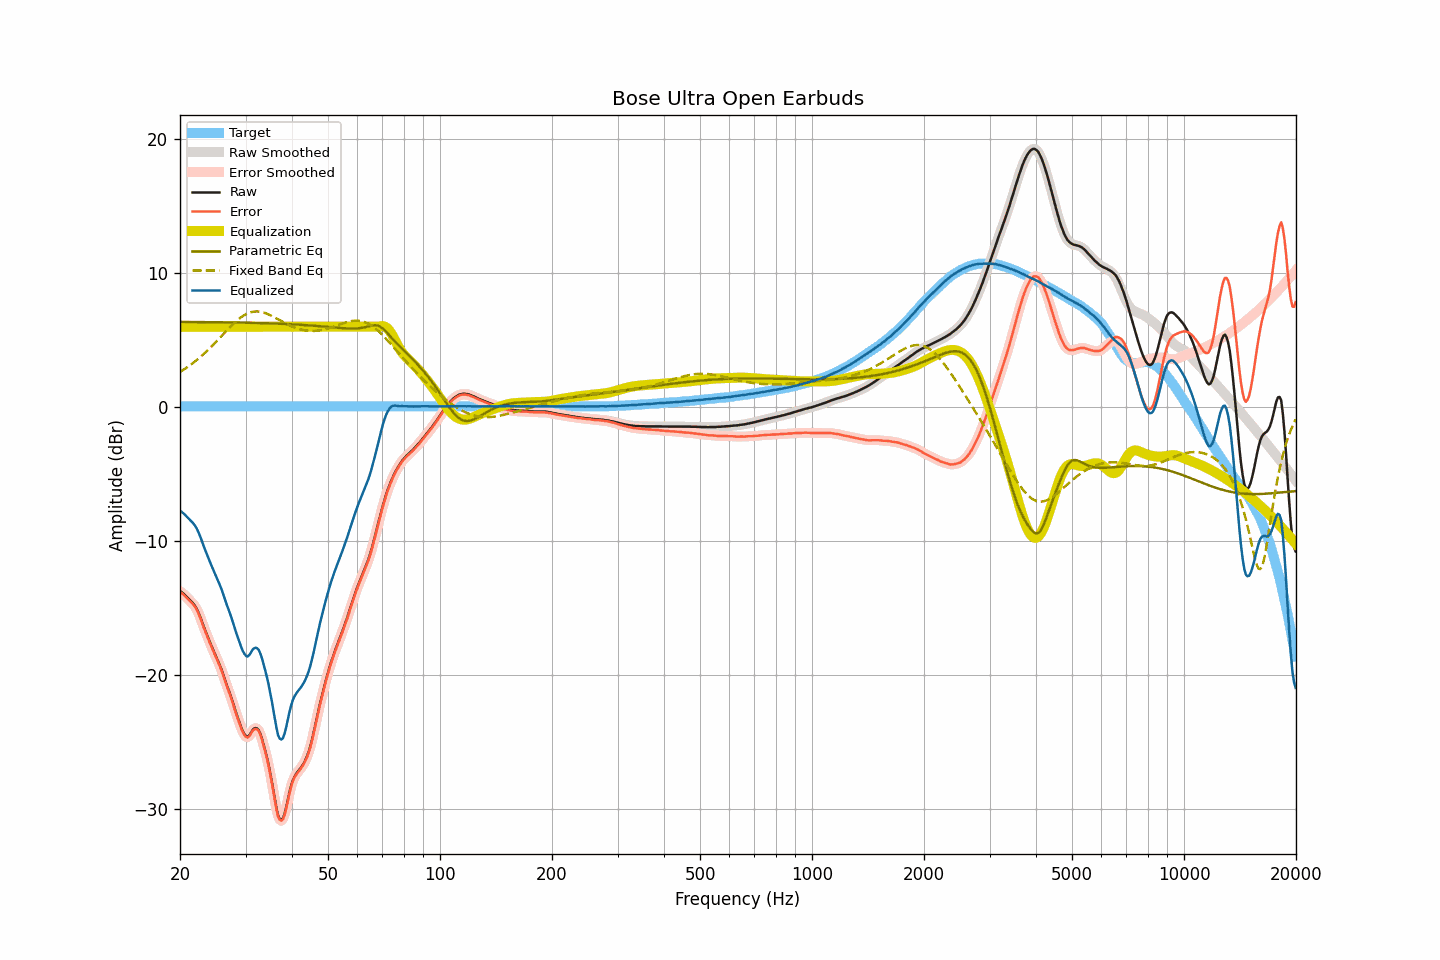 Bose Ultra Open Earbuds
Target
Raw Smoothed
Error Smoothed
Raw
Error
Equalization
Parametric Eq
Fixed Band Eq
Equalized
20
10
0
−10
−20
−30
Amplitude (dBr)
20 50 100 200 500 1000 2000 5000 10000 20000
Frequency (Hz)